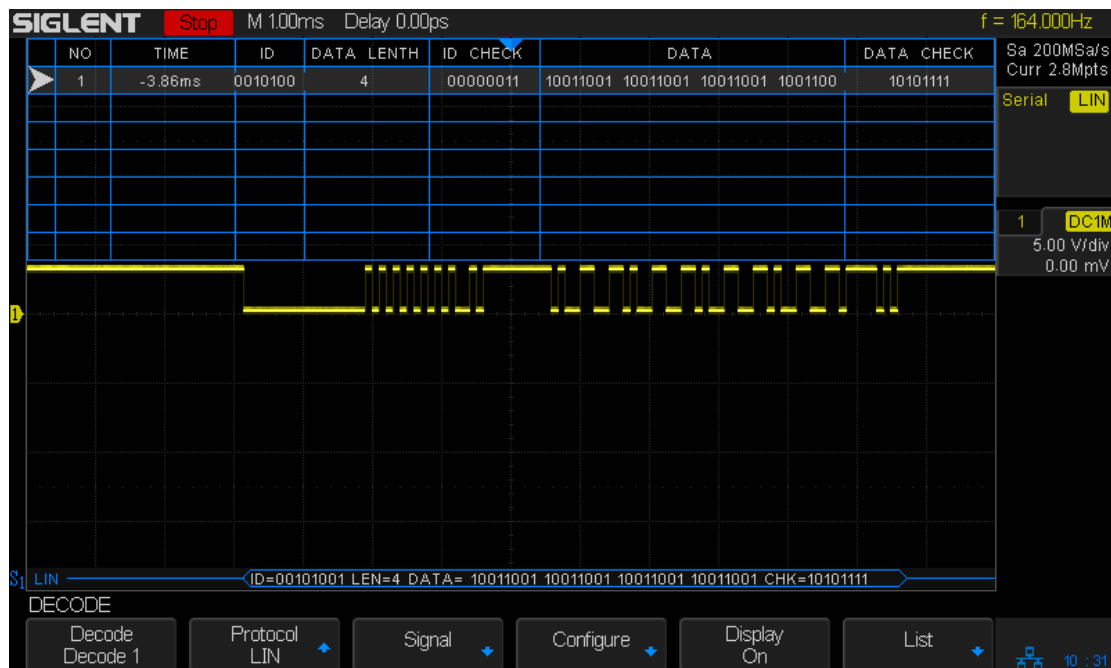 SIGLENT Stop M 1.00ms Delay 0.00ps f = 164.000Hz
Sa 200MSa/s
Curr 2.8Mpts
NO TIME ID DATA LENTH ID CHECK DATA DATA CHECK
1 -3.86ms 0010100 4 00000011 10011001 10011001 10011001 1001100 10101111
Serial LIN
1 DC1M
5.00 V/div
0.00 mV
1
S1 LIN ID=00101001 LEN=4 DATA= 10011001 10011001 10011001 10011001 CHK=10101111
DECODE
Decode Protocol Signal Configure Display List
Decode 1 LIN On
10 : 31